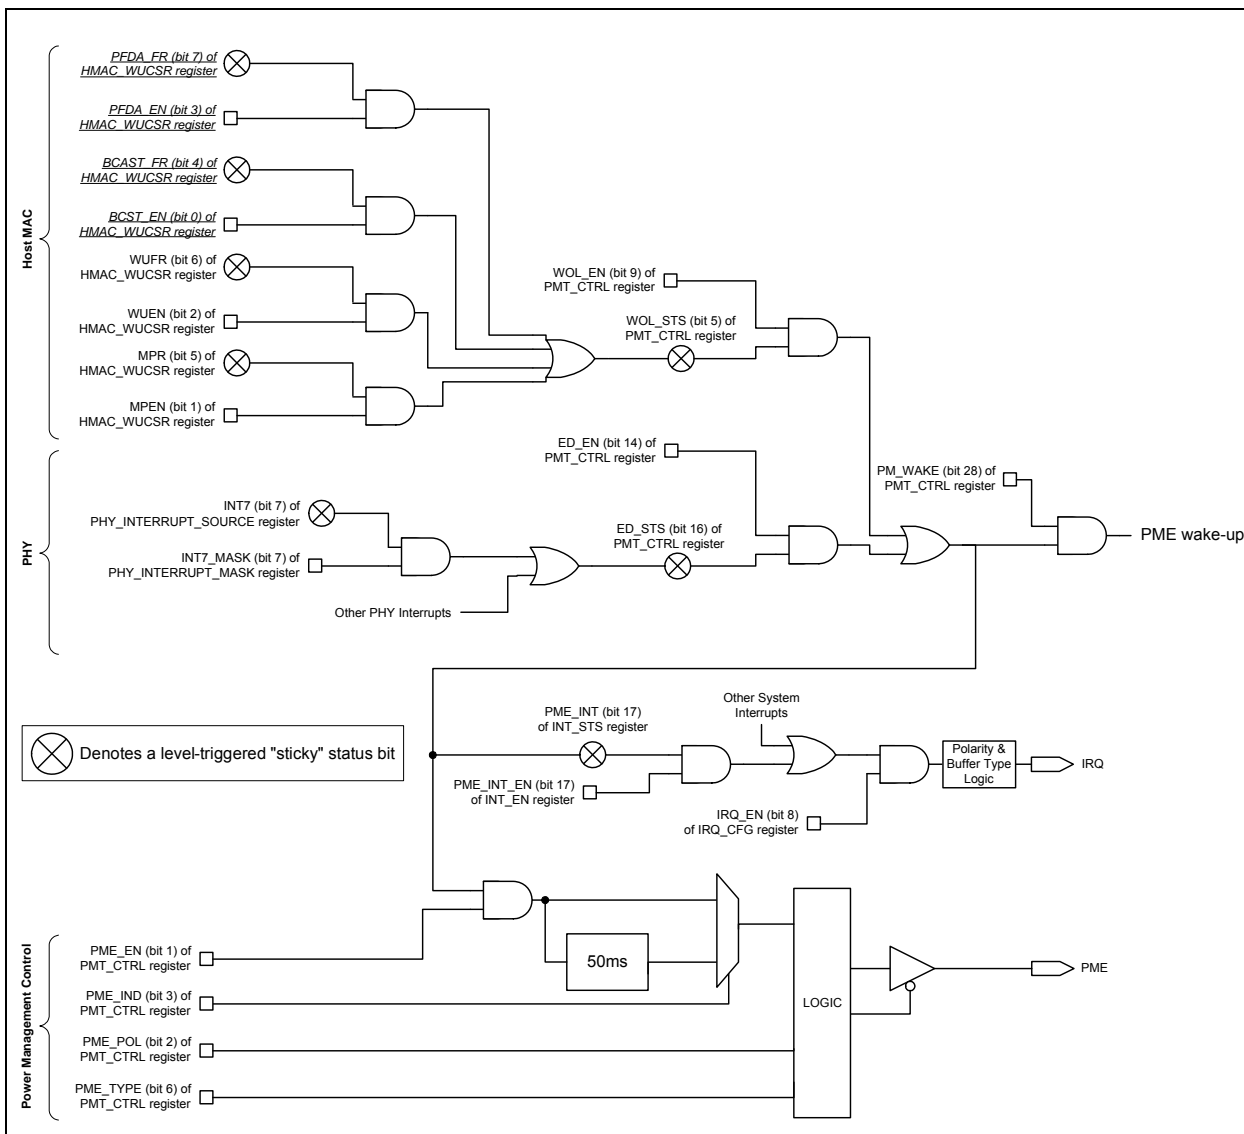 Host MAC
PFDA_FR (bit 7) of
HMAC_WUCSR register
PFDA_EN (bit 3) of
HMAC_WUCSR register
BCAST_FR (bit 4) of
HMAC_WUCSR register
BCST_EN (bit 0) of
HMAC_WUCSR register
WUFR (bit 6) of
HMAC_WUCSR register
WUEN (bit 2) of
HMAC_WUCSR register
MPR (bit 5) of
HMAC_WUCSR register
MPEN (bit 1) of
HMAC_WUCSR register
WOL_EN (bit 9) of
PMT_CTRL register
WOL_STS (bit 5) of
PMT_CTRL register
PHY
INT7 (bit 7) of
PHY_INTERRUPT_SOURCE register
INT7_MASK (bit 7) of
PHY_INTERRUPT_MASK register
Other PHY Interrupts
ED_EN (bit 14) of
PMT_CTRL register
ED_STS (bit 16) of
PMT_CTRL register
PM_WAKE (bit 28) of
PMT_CTRL register
PME wake-up
Denotes a level-triggered "sticky" status bit
PME_INT (bit 17)
of INT_STS register
PME_INT_EN (bit 17)
of INT_EN register
Other System
Interrupts
IRQ_EN (bit 8)
of IRQ_CFG register
Polarity &
Buffer Type
Logic
IRQ
Power Management Control
PME_EN (bit 1) of
PMT_CTRL register
PME_IND (bit 3) of
PMT_CTRL register
PME_POL (bit 2) of
PMT_CTRL register
PME_TYPE (bit 6) of
PMT_CTRL register
50ms
LOGIC
PME